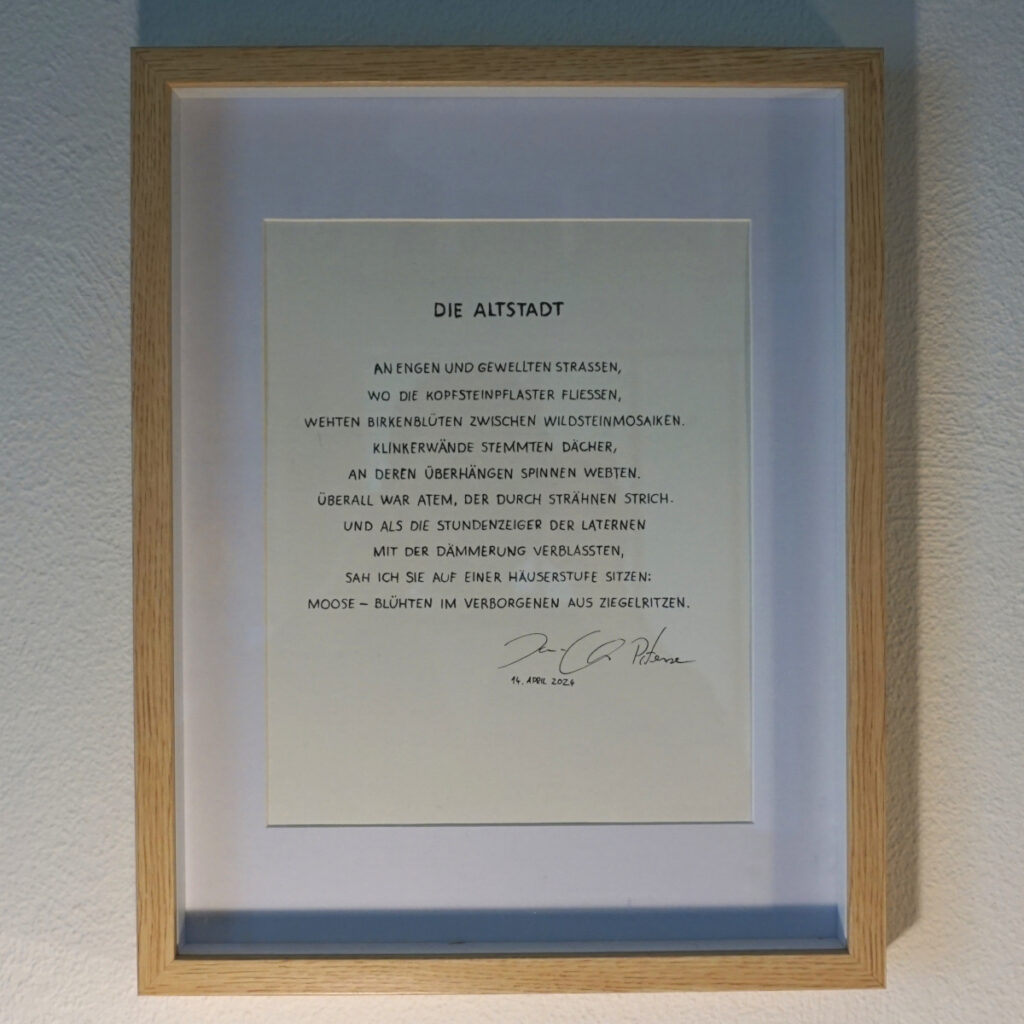 DIE ALTSTADT
AN ENGEN UND GEWELLTEN STRASSEN,
WO DIE KOPFSTEINPFLASTER FLIESSEN,
WEHTEN BIRKENBLÜTEN ZWISCHEN WILDSTEINMOSAIKEN.
KLINKERWÄNDE STEMMTEN DÄCHER,
AN DEREN ÜBERHÄNGEN SPINNEN WEBTEN.
ÜBERALL WAR ATEM, DER DURCH STRÄHNEN STRICH.
UND ALS DIE STUNDENZEIGER DER LATERNEN
MIT DER DÄMMERUNG VERBLASSTEN,
SAH ICH SIE AUF EINER HÄUSERSTUFE SITZEN:
MOOSE – BLÜHTEN IM VERBORGENEN AUS ZIEGELRITZEN.
14. APRIL 2024